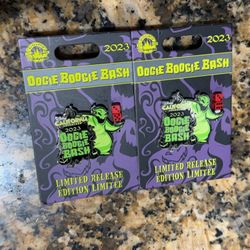 2023
OOGIE BOOGIE BASH
CALIFORNIA
2023
OOGIE
BOOGIE
BASH
LIMITED RELEASE
EDITION LIMITÉE
2023
OOGIE BOOGIE BASH
CALIFORNIA
2023
OOGIE
BOOGIE
BASH
LIMITED RELEASE
EDITION LIMITÉE